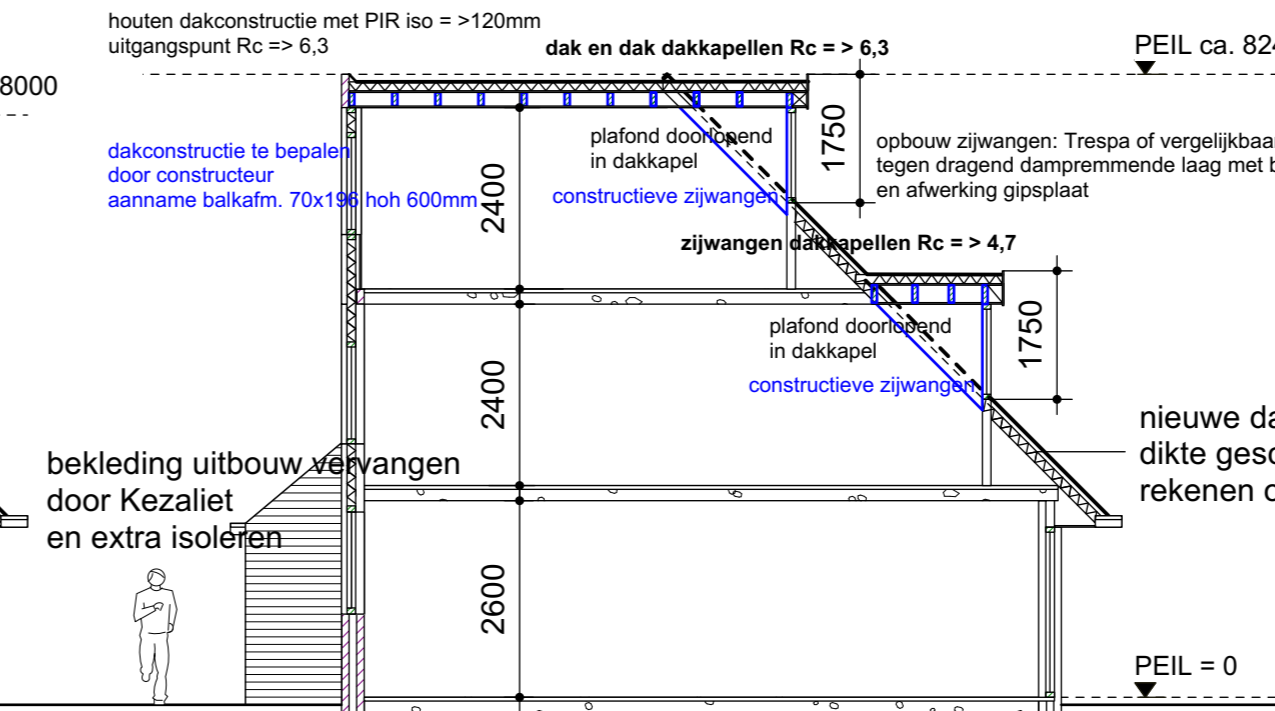 houten dakconstructie met PIR iso = >120mm
uitgangspunt Rc => 6,3
dak en dak dakkapellen Rc = > 6,3
PEIL ca. 824
8000
dakconstructie te bepalen
door constructeur
aanname balkafm. 70x196 hoh 600mm
2400
plafond doorlopend
in dakkapel
constructieve zijwangen
1750
opbouw zijwangen: Trespa of vergelijkbaar
tegen dragend dampremmende laag met b
en afwerking gipsplaat
zijwangen dakkapellen Rc = > 4,7
2400
plafond doorlopend
in dakkapel
constructieve zijwangen
1750
nieuwe da
dikte gesc
rekenen o
bekleding uitbouw vervangen
door Kezaliet
en extra isoleren
2600
PEIL = 0